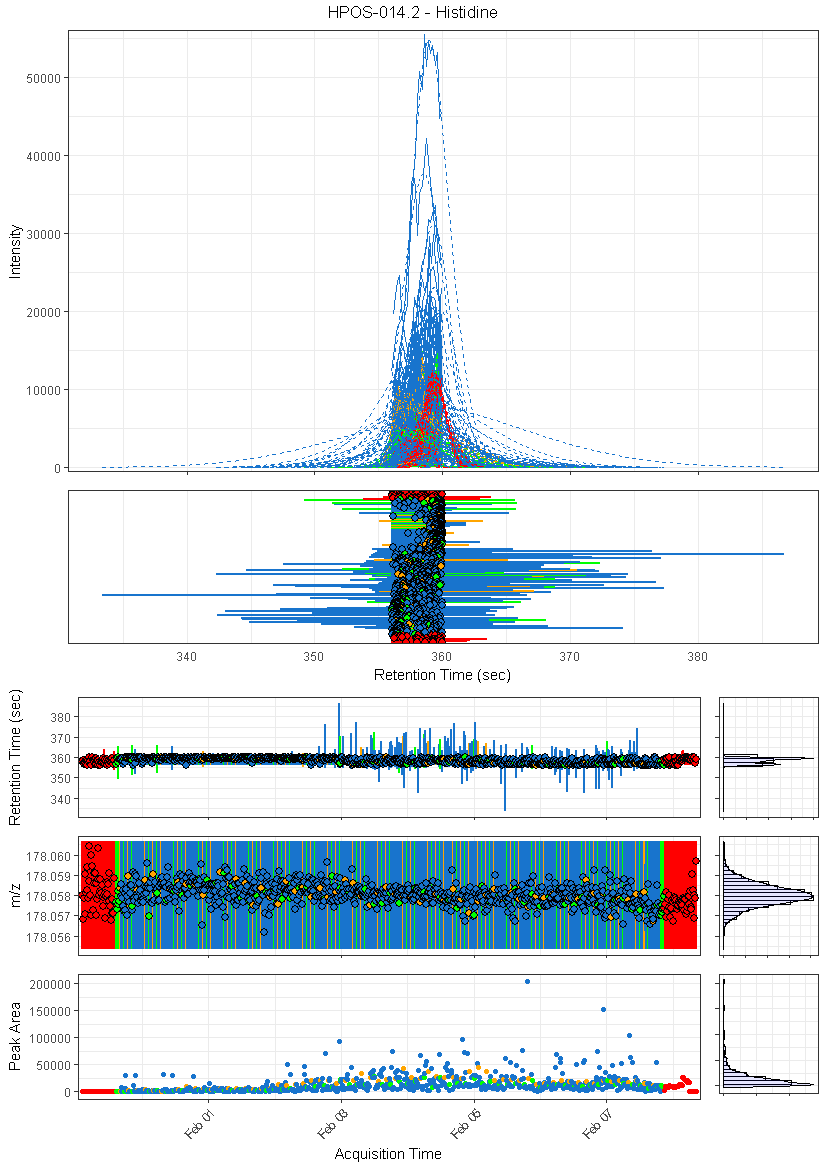 HPOS-014.2 - Histidine
50000
40000
30000
20000
10000
0
Intensity
340 350 360 370 380
Retention Time (sec)
380
370
360
350
340
Retention Time (sec)
178.060
178.059
178.058
178.057
178.056
m/z
200000
150000
100000
50000
0
Peak Area
Feb 01 Feb 03 Feb 05 Feb 07
Acquisition Time